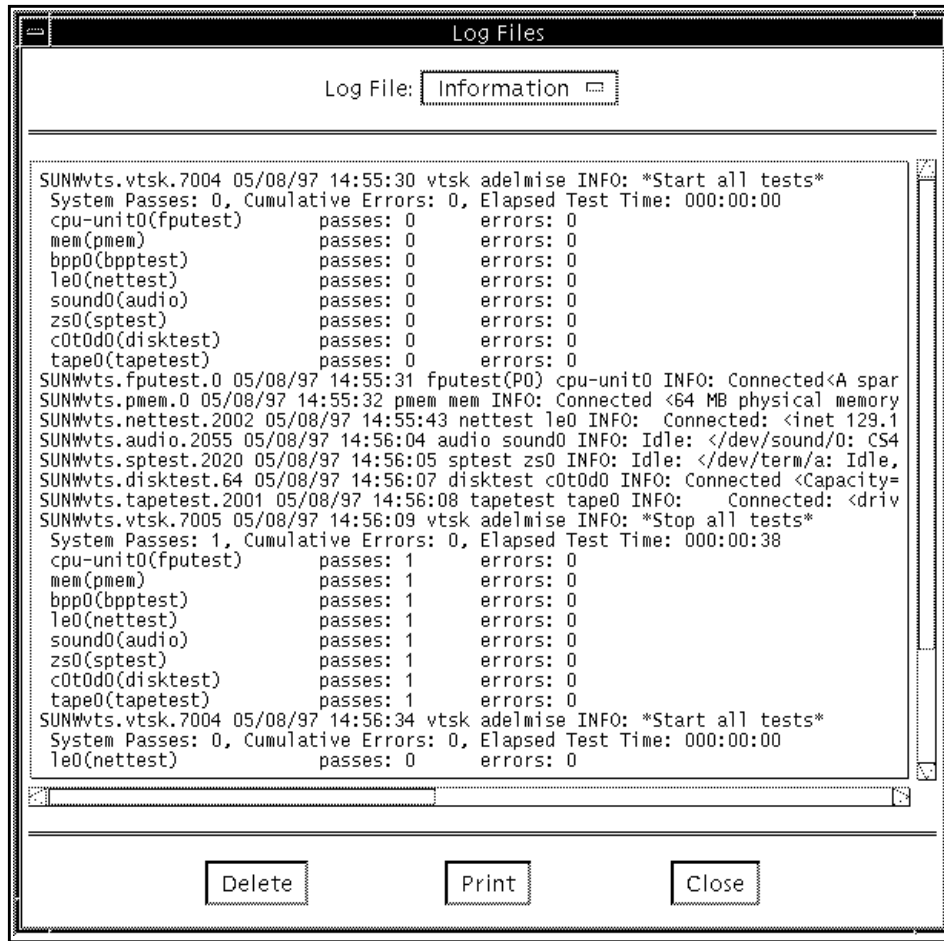 Log Files
Log File: Information
SUNWvts.vtsk.7004 05/08/97 14:55:30 vtsk adelmise INFO: *Start all tests*
System Passes: 0, Cumulative Errors: 0, Elapsed Test Time: 000:00:00
cpu-unit0(fputest) passes: 0 errors: 0
mem(pmem) passes: 0 errors: 0
bpp0(bpptest) passes: 0 errors: 0
le0(nettest) passes: 0 errors: 0
sound0(audio) passes: 0 errors: 0
zs0(sptest) passes: 0 errors: 0
c0t0d0(disktest) passes: 0 errors: 0
tape0(tapetest) passes: 0 errors: 0
SUNWvts.fputest.0 05/08/97 14:55:31 fputest(P0) cpu-unit0 INFO: Connected<A spar
SUNWvts.pmem.0 05/08/97 14:55:32 pmem mem INFO: Connected <64 MB physical memory
SUNWvts.nettest.2002 05/08/97 14:55:43 nettest le0 INFO: Connected: <inet 129.1
SUNWvts.audio.2055 05/08/97 14:56:04 audio sound0 INFO: Idle: </dev/sound/0: CS4
SUNWvts.sptest.2020 05/08/97 14:56:05 sptest zs0 INFO: Idle: </dev/term/a: Idle,
SUNWvts.disktest.64 05/08/97 14:56:07 disktest c0t0d0 INFO: Connected <Capacity=
SUNWvts.tapetest.2001 05/08/97 14:56:08 tapetest tape0 INFO: Connected: <driv
SUNWvts.vtsk.7005 05/08/97 14:56:09 vtsk adelmise INFO: *Stop all tests*
System Passes: 1, Cumulative Errors: 0, Elapsed Test Time: 000:00:38
cpu-unit0(fputest) passes: 1 errors: 0
mem(pmem) passes: 1 errors: 0
bpp0(bpptest) passes: 1 errors: 0
le0(nettest) passes: 1 errors: 0
sound0(audio) passes: 1 errors: 0
zs0(sptest) passes: 1 errors: 0
c0t0d0(disktest) passes: 1 errors: 0
tape0(tapetest) passes: 1 errors: 0
SUNWvts.vtsk.7004 05/08/97 14:56:34 vtsk adelmise INFO: *Start all tests*
System Passes: 0, Cumulative Errors: 0, Elapsed Test Time: 000:00:00
le0(nettest) passes: 0 errors: 0
Delete Print Close